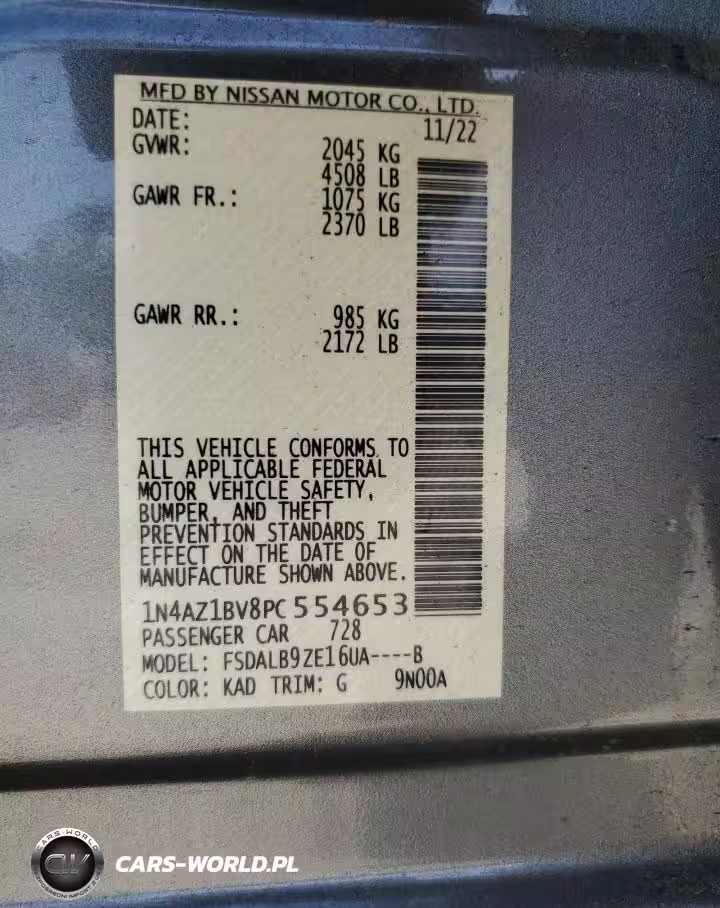 MFD BY NISSAN MOTOR CO., LTD.
DATE: 11/22
GVWR: 2045 KG
4508 LB
GAWR FR.: 1075 KG
2370 LB
GAWR RR.: 985 KG
2172 LB
THIS VEHICLE CONFORMS TO
ALL APPLICABLE FEDERAL
MOTOR VEHICLE SAFETY,
BUMPER, AND THEFT
PREVENTION STANDARDS IN
EFFECT ON THE DATE OF
MANUFACTURE SHOWN ABOVE.
1N4AZ1BV8PC554653
PASSENGER CAR 728
MODEL: FSDALB9ZE16UA----B
COLOR: KAD TRIM: G 9N00A
CARS-WORLD
CW
CARS-WORLD.PL